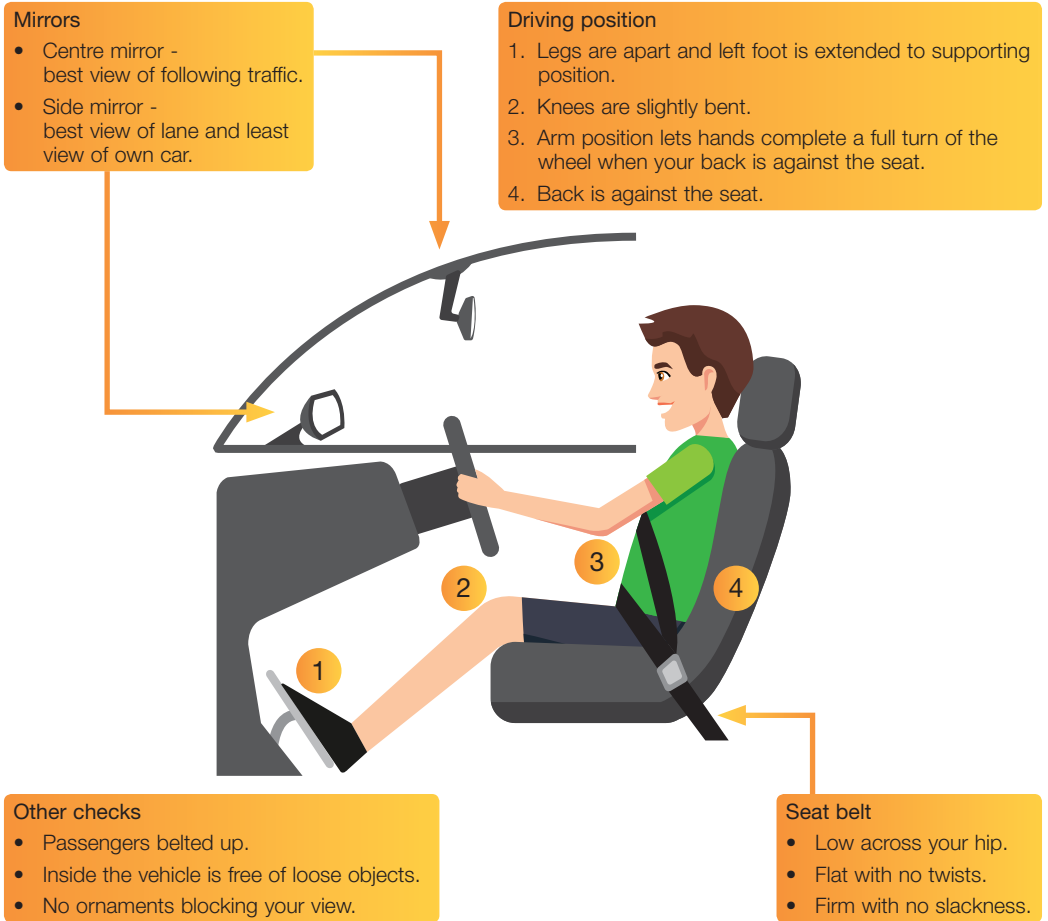 Mirrors
• Centre mirror -
best view of following traffic.
• Side mirror -
best view of lane and least
view of own car.
Driving position
1. Legs are apart and left foot is extended to supporting
position.
2. Knees are slightly bent.
3. Arm position lets hands complete a full turn of the
wheel when your back is against the seat.
4. Back is against the seat.
3
2
4
1
Other checks
• Passengers belted up.
• Inside the vehicle is free of loose objects.
• No ornaments blocking your view.
Seat belt
• Low across your hip.
• Flat with no twists.
• Firm with no slackness.